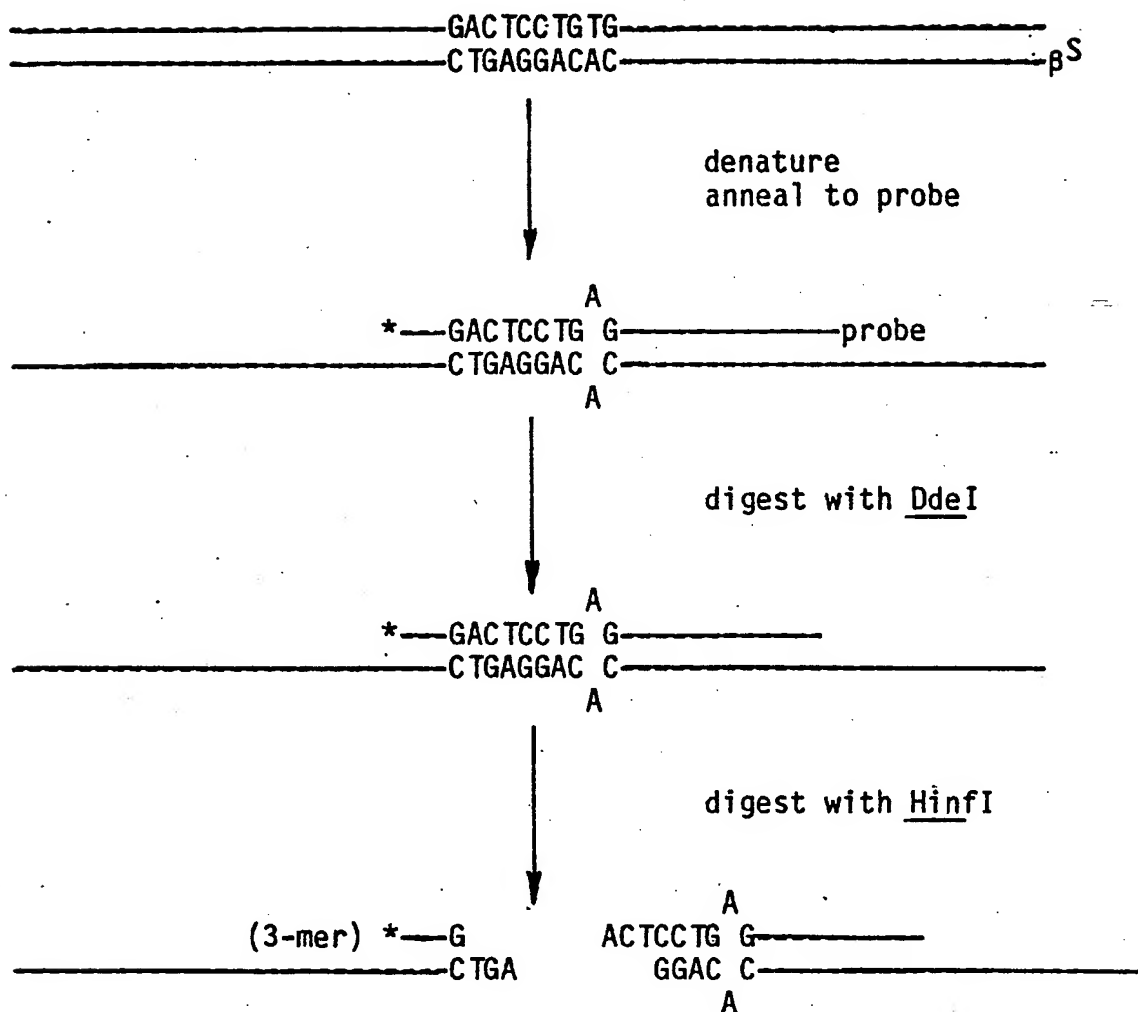 GACTCCTGTG
CTGAGGACAC βS
denature
anneal to probe
A
*—GACTCCTG G—probe
CTGAGGAC C
A
digest with DdeI
A
*—GACTCCTG G
CTGAGGAC C
A
digest with HinfI
A
(3-mer) *—G ACTCCTG G
CTGA GGAC C
A